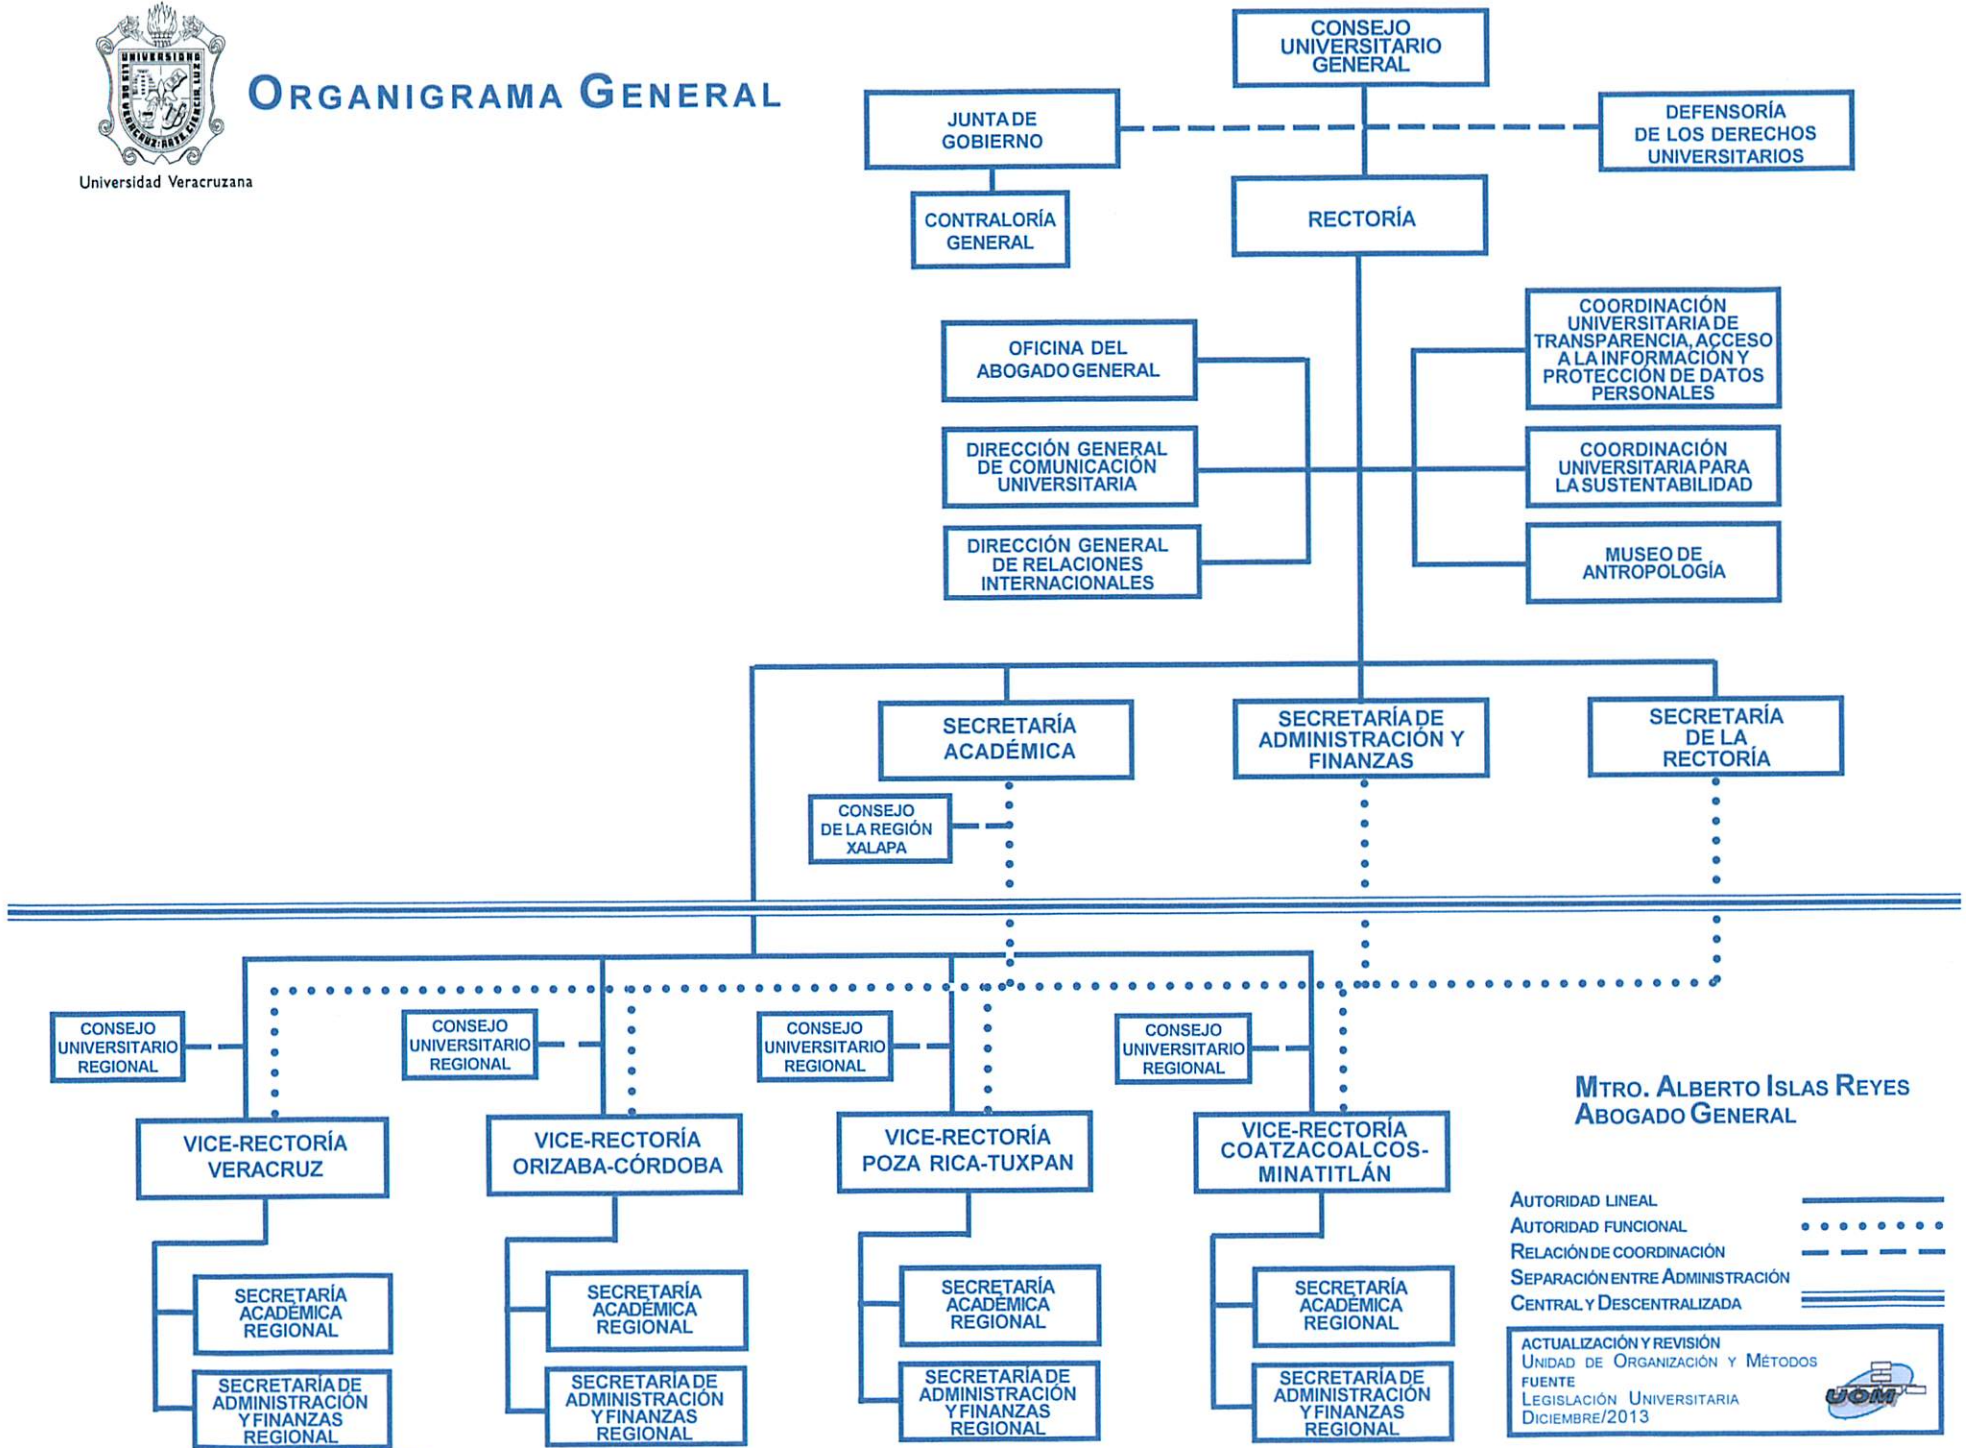 ORGANIGRAMA GENERAL
Universidad Veracruzana
CONSEJO
UNIVERSITARIO
GENERAL
JUNTA DE
GOBIERNO
DEFENSORÍA
DE LOS DERECHOS
UNIVERSITARIOS
CONTRALORÍA
GENERAL
RECTORÍA
OFICINA DEL
ABOGADO GENERAL
COORDINACIÓN
UNIVERSITARIA DE
TRANSPARENCIA, ACCESO
A LA INFORMACIÓN Y
PROTECCIÓN DE DATOS
PERSONALES
DIRECCIÓN GENERAL
DE COMUNICACIÓN
UNIVERSITARIA
COORDINACIÓN
UNIVERSITARIA PARA
LA SUSTENTABILIDAD
DIRECCIÓN GENERAL
DE RELACIONES
INTERNACIONALES
MUSEO DE
ANTROPOLOGÍA
SECRETARÍA
ACADÉMICA
SECRETARÍA DE
ADMINISTRACIÓN Y
FINANZAS
SECRETARÍA
DE LA
RECTORÍA
CONSEJO
DE LA REGIÓN
XALAPA
CONSEJO
UNIVERSITARIO
REGIONAL
CONSEJO
UNIVERSITARIO
REGIONAL
CONSEJO
UNIVERSITARIO
REGIONAL
CONSEJO
UNIVERSITARIO
REGIONAL
VICE-RECTORÍA
VERACRUZ
VICE-RECTORÍA
ORIZABA-CÓRDOBA
VICE-RECTORÍA
POZA RICA-TUXPAN
VICE-RECTORÍA
COATZACOALCOS-
MINATITLÁN
SECRETARÍA
ACADÉMICA
REGIONAL
SECRETARÍA
ACADÉMICA
REGIONAL
SECRETARÍA
ACADÉMICA
REGIONAL
SECRETARÍA
ACADÉMICA
REGIONAL
SECRETARÍA DE
ADMINISTRACIÓN
Y FINANZAS
REGIONAL
SECRETARÍA DE
ADMINISTRACIÓN
Y FINANZAS
REGIONAL
SECRETARÍA DE
ADMINISTRACIÓN
Y FINANZAS
REGIONAL
SECRETARÍA DE
ADMINISTRACIÓN
Y FINANZAS
REGIONAL
MTRO. ALBERTO ISLAS REYES
ABOGADO GENERAL
AUTORIDAD LINEAL
AUTORIDAD FUNCIONAL
RELACIÓN DE COORDINACIÓN
SEPARACIÓN ENTRE ADMINISTRACIÓN
CENTRAL Y DESCENTRALIZADA
ACTUALIZACIÓN Y REVISIÓN
UNIDAD DE ORGANIZACIÓN Y MÉTODOS
FUENTE
LEGISLACIÓN UNIVERSITARIA
DICIEMBRE/2013
UOM